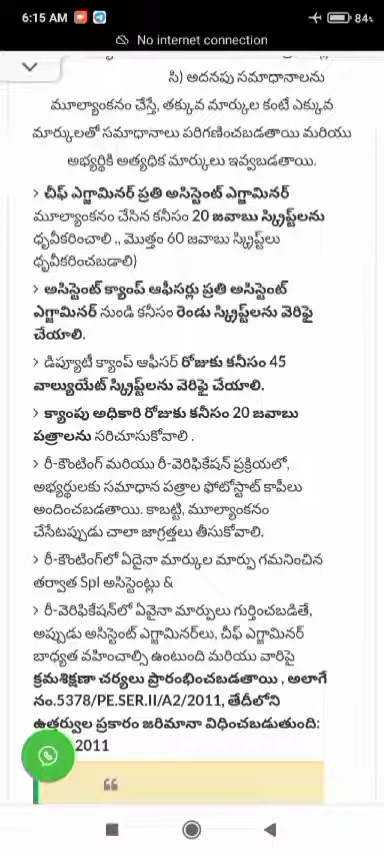 6:15 AM
84%
No internet connection
సి) అదనపు సమాధానాలను
మూల్యాంకనం చేస్తే, తక్కువ మార్కుల కంటే ఎక్కువ
మార్కులతో సమాధానాలు పరిగణించబడతాయి మరియు
అభ్యర్థికి అత్యధిక మార్కులు ఇవ్వబడతాయి.
> చీఫ్ ఎగ్జామినర్ ప్రతి అసిస్టెంట్ ఎగ్జామినర్
మూల్యాంకనం చేసిన కనీసం 20 జవాబు స్క్రిప్ట్‌లను
ధృవీకరించాలి ., మొత్తం 60 జవాబు స్క్రిప్ట్‌లు
ధృవీకరించబడాలి)
> అసిస్టెంట్ క్యాంప్ ఆఫీసర్లు ప్రతి అసిస్టెంట్
ఎగ్జామినర్ నుండి కనీసం రెండు స్క్రిప్ట్‌లను వెరిఫై
చేయాలి.
> డిప్యూటీ క్యాంప్ ఆఫీసర్ రోజుకు కనీసం 45
వాల్యుయేట్ స్క్రిప్ట్‌లను వెరిఫై చేయాలి.
> క్యాంపు అధికారి రోజుకు కనీసం 20 జవాబు
పత్రాలను సరిచూసుకోవాలి .
> రీ-కౌంటింగ్ మరియు రీ-వెరిఫికేషన్ ప్రక్రియలో,
అభ్యర్థులకు సమాధాన పత్రాల ఫోటోస్టాట్ కాపీలు
అందించబడతాయి. కాబట్టి, మూల్యాంకనం
చేసేటప్పుడు చాలా జాగ్రత్తలు తీసుకోవాలి.
> రీ-కౌంటింగ్‌లో ఏదైనా మార్కుల మార్పు గమనించిన
తర్వాత Spl అసిస్టెంట్లు &
> రీ-వెరిఫికేషన్‌లో ఏవైనా మార్పులు గుర్తించబడితే,
అప్పుడు అసిస్టెంట్ ఎగ్జామినర్‌లు, చీఫ్ ఎగ్జామినర్
బాధ్యత వహించాల్సి ఉంటుంది మరియు వారిపై
క్రమశిక్షణా చర్యలు ప్రారంభించబడతాయి , అలాగే
నం.5378/PE.SER.II/A2/2011, తేదీలోని
ఉత్తర్వుల ప్రకారం జరిమానా విధించబడుతుంది:
2011
❝